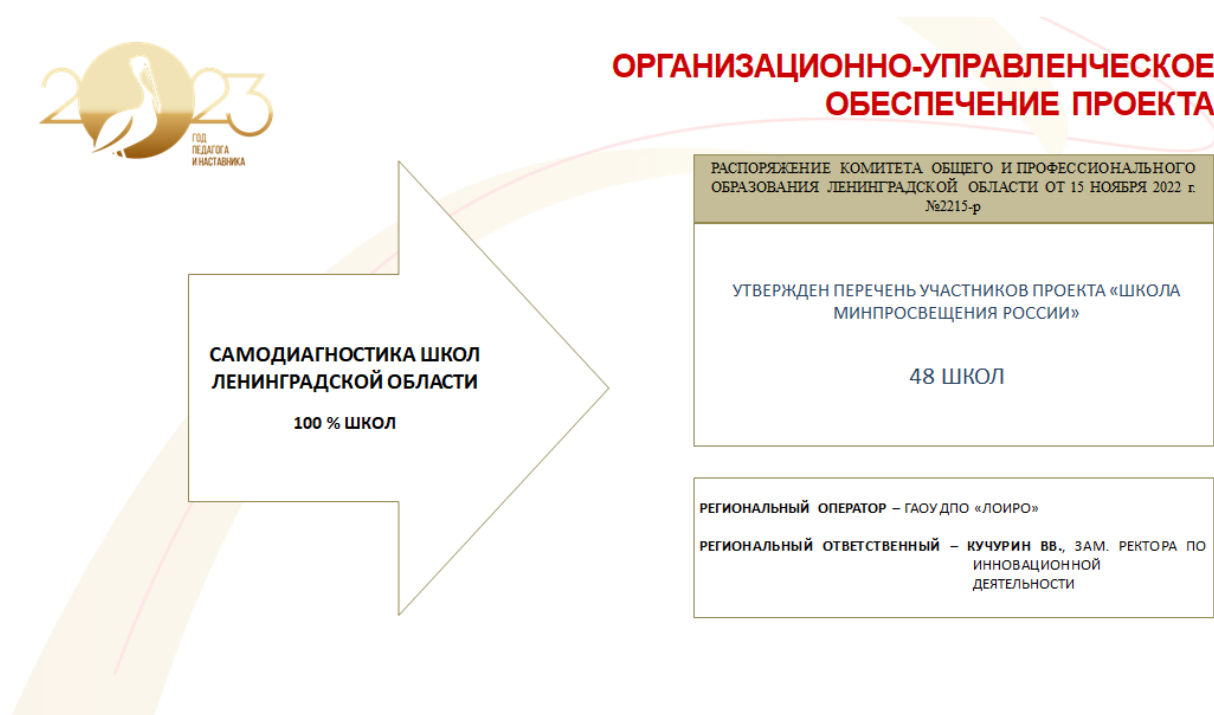 2023
ГОД
ПЕДАГОГА
И НАСТАВНИКА
ОРГАНИЗАЦИОННО-УПРАВЛЕНЧЕСКОЕ
ОБЕСПЕЧЕНИЕ ПРОЕКТА
САМОДИАГНОСТИКА ШКОЛ
ЛЕНИНГРАДСКОЙ ОБЛАСТИ
100 % ШКОЛ
РАСПОРЯЖЕНИЕ КОМИТЕТА ОБЩЕГО И ПРОФЕССИОНАЛЬНОГО
ОБРАЗОВАНИЯ ЛЕНИНГРАДСКОЙ ОБЛАСТИ ОТ 15 НОЯБРЯ 2022 г.
№2215-р
УТВЕРЖДЕН ПЕРЕЧЕНЬ УЧАСТНИКОВ ПРОЕКТА «ШКОЛА
МИНПРОСВЕЩЕНИЯ РОССИИ»
48 ШКОЛ
РЕГИОНАЛЬНЫЙ ОПЕРАТОР – ГАОУ ДПО «ЛОИРО»
РЕГИОНАЛЬНЫЙ ОТВЕТСТВЕННЫЙ – КУЧУРИН ВВ., ЗАМ. РЕКТОРА ПО
ИННОВАЦИОННОЙ
ДЕЯТЕЛЬНОСТИ